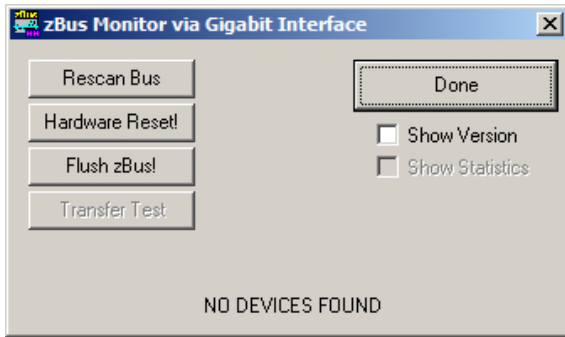 zBus Monitor via Gigabit Interface
Rescan Bus
Hardware Reset!
Flush zBus!
Transfer Test
Done
Show Version
Show Statistics
NO DEVICES FOUND